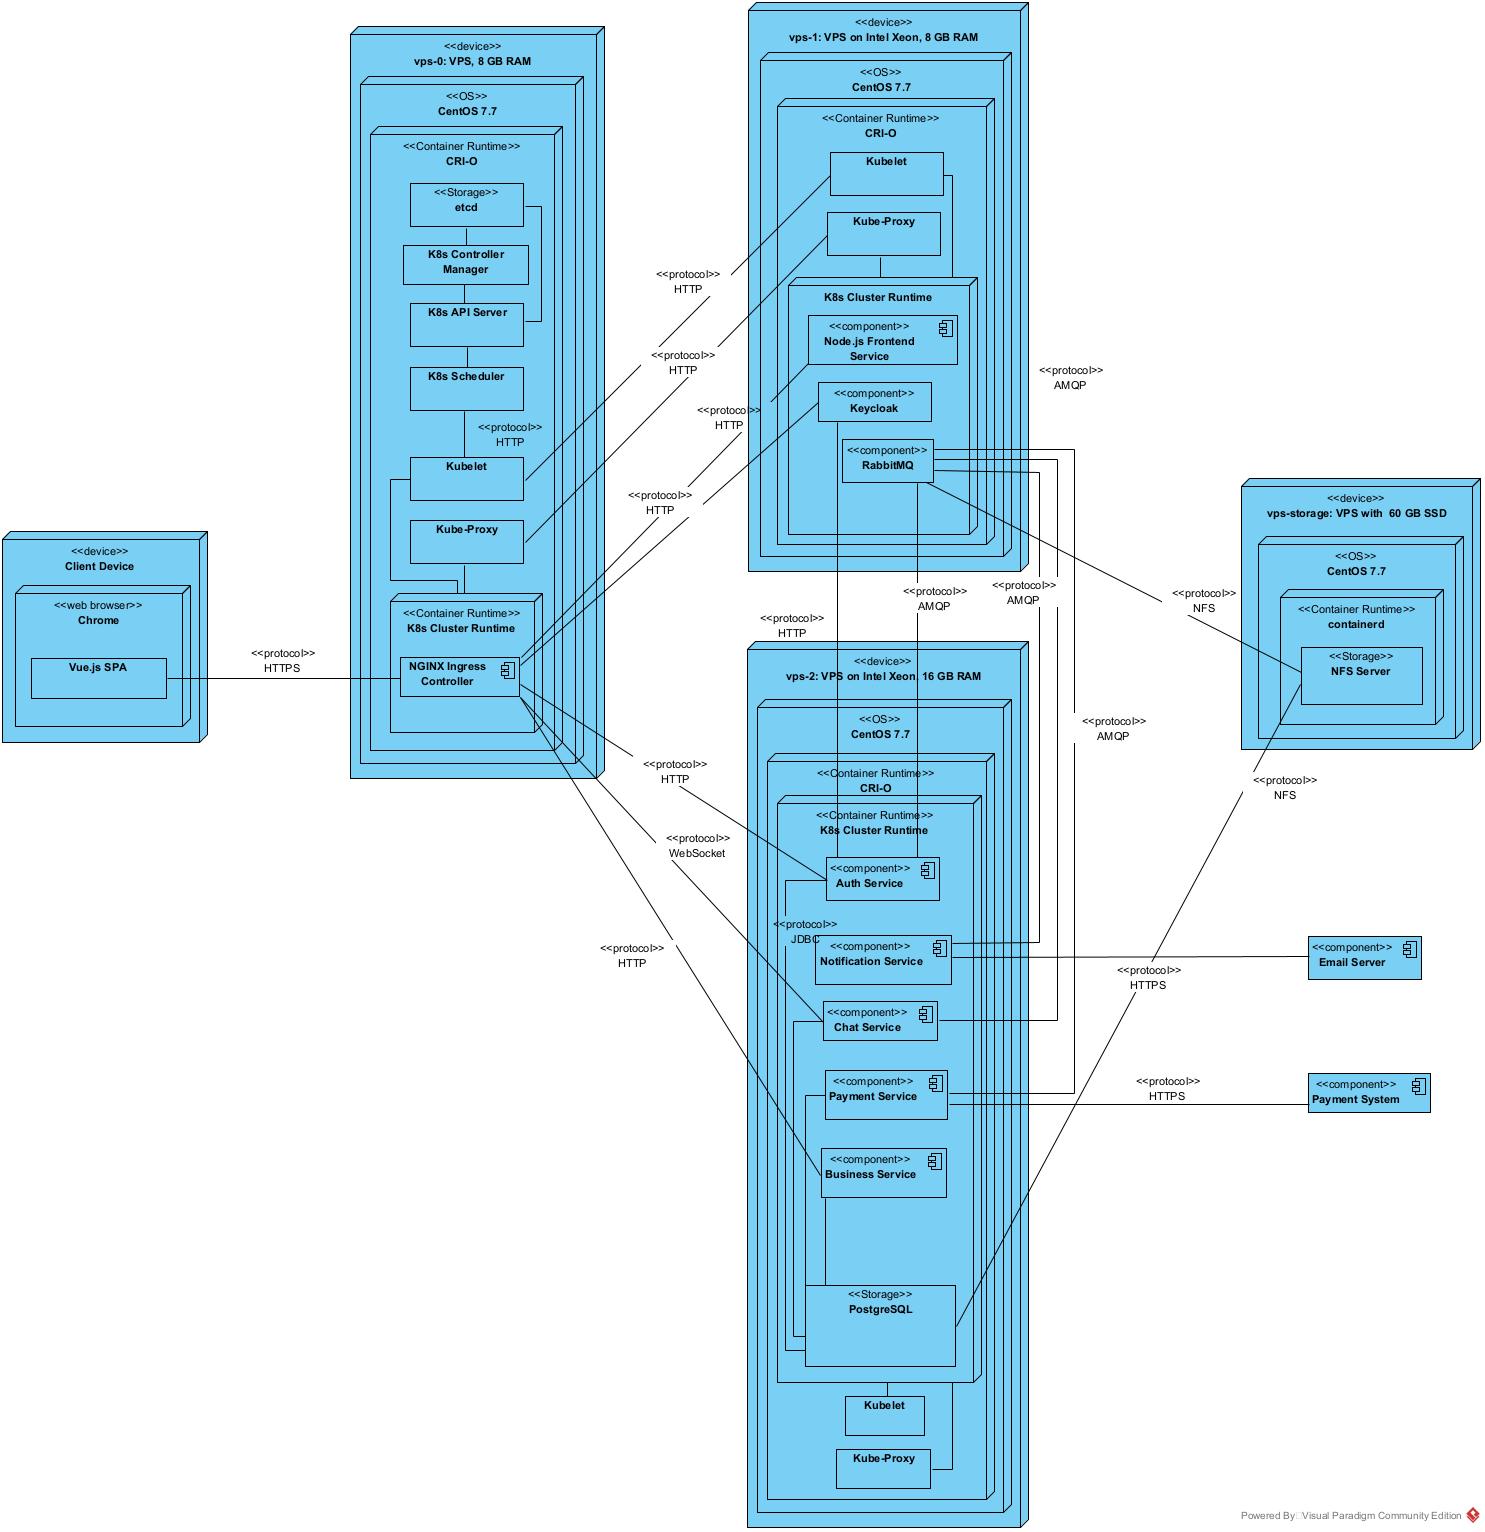 <<device>>
Client Device
<<web browser>>
Chrome
Vue.js SPA
<<protocol>>
HTTPS
<<device>>
vps-0: VPS, 8 GB RAM
<<OS>>
CentOS 7.7
<<Container Runtime>>
CRI-O
<<Storage>>
etcd
K8s Controller
Manager
K8s API Server
K8s Scheduler
<<protocol>>
HTTP
Kubelet
Kube-Proxy
<<Container Runtime>>
K8s Cluster Runtime
NGINX Ingress
Controller
<<protocol>>
HTTP
<<protocol>>
HTTP
<<protocol>>
HTTP
<<protocol>>
HTTP
<<protocol>>
HTTP
<<protocol>>
WebSocket
<<protocol>>
HTTP
<<device>>
vps-1: VPS on Intel Xeon, 8 GB RAM
<<OS>>
CentOS 7.7
<<Container Runtime>>
CRI-O
Kubelet
Kube-Proxy
K8s Cluster Runtime
<<component>>
Node.js Frontend
Service
<<component>>
Keycloak
<<component>>
RabbitMQ
<<protocol>>
AMQP
<<protocol>>
AMQP
<<protocol>>
AMQP
<<protocol>>
HTTP
<<protocol>>
AMQP
<<protocol>>
NFS
<<device>>
vps-2: VPS on Intel Xeon, 16 GB RAM
<<OS>>
CentOS 7.7
<<Container Runtime>>
CRI-O
<<Container Runtime>>
K8s Cluster Runtime
<<component>>
Auth Service
<<protocol>>
JDBC
<<component>>
Notification Service
<<component>>
Chat Service
<<component>>
Payment Service
<<component>>
Business Service
<<Storage>>
PostgreSQL
Kubelet
Kube-Proxy
<<device>>
vps-storage: VPS with  60 GB SSD
<<OS>>
CentOS 7.7
<<Container Runtime>>
containerd
<<Storage>>
NFS Server
<<protocol>>
NFS
<<protocol>>
HTTPS
<<component>>
Email Server
<<protocol>>
HTTPS
<<component>>
Payment System
Powered By Visual Paradigm Community Edition